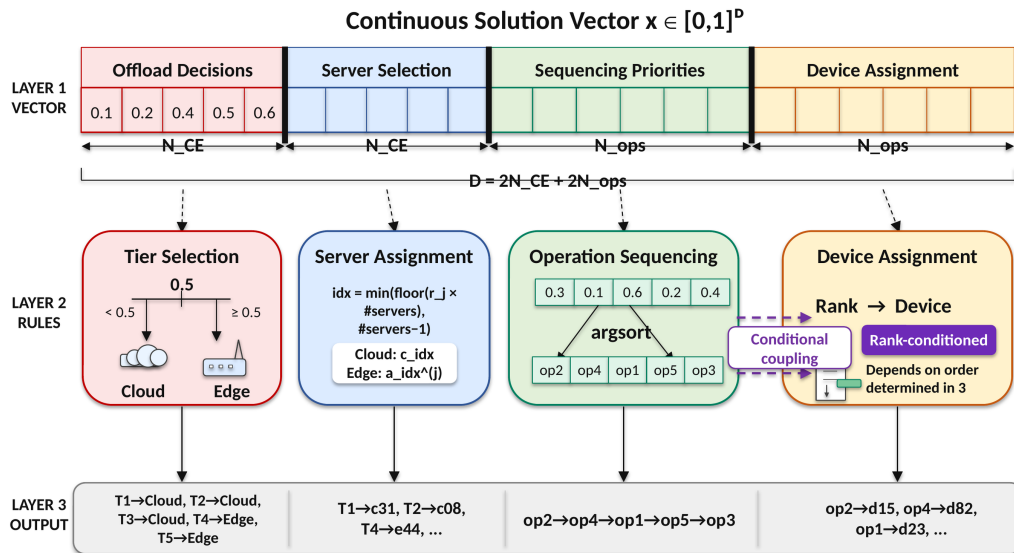 Continuous Solution Vector x ∈ [0,1]ᴰ
LAYER 1
VECTOR
Offload Decisions
Server Selection
Sequencing Priorities
Device Assignment
0.1 0.2 0.4 0.5 0.6
N_CE
N_CE
N_ops
N_ops
D = 2N_CE + 2N_ops
LAYER 2
RULES
Tier Selection
0.5
< 0.5
≥ 0.5
Cloud
Edge
Server Assignment
idx = min(floor(r_j ×
#servers),
#servers−1)
Cloud: c_idx
Edge: a_idx^(j)
Operation Sequencing
0.3 0.1 0.6 0.2 0.4
argsort
op2 op4 op1 op5 op3
Conditional
coupling
Device Assignment
Rank → Device
Rank-conditioned
Depends on order
determined in 3
LAYER 3
OUTPUT
T1→Cloud, T2→Cloud,
T3→Cloud, T4→Edge,
T5→Edge
T1→c31, T2→c08,
T4→e44, ...
op2→op4→op1→op5→op3
op2→d15, op4→d82,
op1→d23, ...